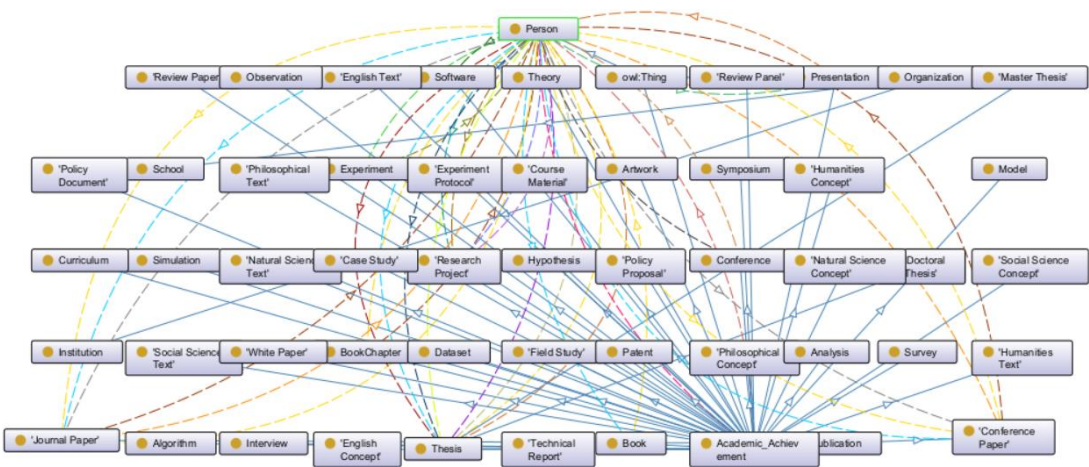 Person
'Review Paper
Observation
'English Text'
Software
Theory
owl:Thing
'Review Panel'
Presentation
Organization
'Master Thesis'
'Policy
Document'
School
'Philosophical
Text'
Experiment
'Experiment
Protocol'
'Course
Material'
Artwork
Symposium
'Humanities
Concept'
Model
Curriculum
Simulation
'Natural Scienc
Text'
'Case Study'
'Research
Project'
Hypothesis
'Policy
Proposal'
Conference
'Natural Science
Concept'
Doctoral
Thesis'
'Social Science
Concept'
Institution
'Social Science
Text'
'White Paper'
BookChapter
Dataset
'Field Study'
Patent
'Philosophical
Concept'
Analysis
Survey
'Humanities
Text'
'Journal Paper'
Algorithm
Interview
'English
Concept'
Thesis
'Technical
Report'
Book
Academic_Achiev
ement
ublication
'Conference
Paper'